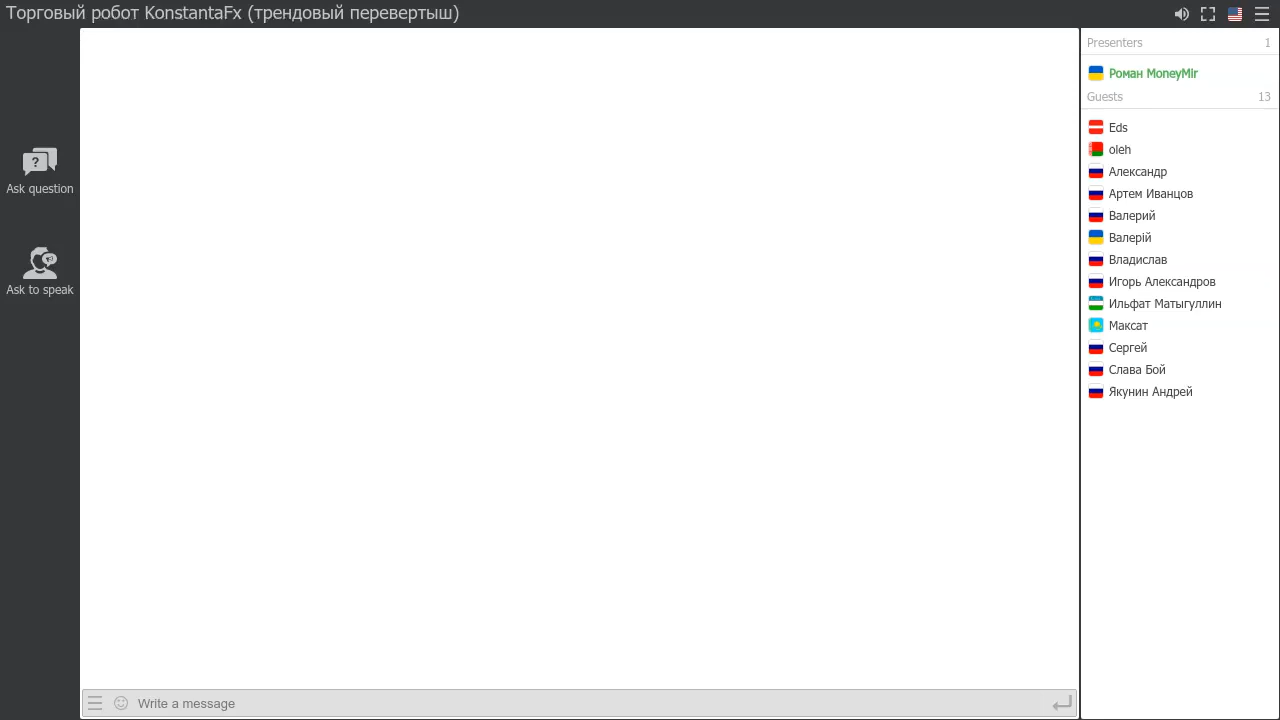 Торговый робот KonstantaFx (трендовый перевертыш)
Ask question
Ask to speak
Write a message
Presenters 1
Роман MoneyMir
Guests 13
Eds
oleh
Александр
Артем Иванцов
Валерий
Валерій
Владислав
Игорь Александров
Ильфат Матыгуллин
Максат
Сергей
Слава Бой
Якунин Андрей